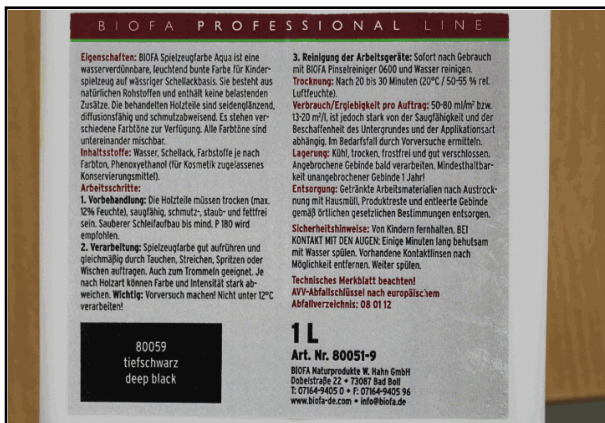 BIOFA PROFESSIONAL LINE
Eigenschaften: BIOFA Spielzeugfarbe Aqua ist eine
wasserverdünnbare, leuchtend bunte Farbe für Kinder-
spielzeug auf wässriger Schellackbasis. Sie besteht aus
natürlichen Rohstoffen und enthält keine belastenden
Zusätze. Die behandelten Holzteile sind seidenglänzend,
diffusionsfähig und schmutzabweisend. Es stehen ver-
schiedene Farbtöne zur Verfügung. Alle Farbtöne sind
untereinander mischbar.
Inhaltsstoffe: Wasser, Schellack, Farbstoffe je nach
Farbton, Phenoxyethanol (für Kosmetik zugelassenes
Konservierungsmittel).
Arbeitsschritte:
1. Vorbehandlung: Die Holzteile müssen trocken (max.
12% Feuchte), saugfähig, schmutz-, staub- und fettfrei
sein. Sauberer Schleifaufbau bis mind. P 180 wird
empfohlen.
2. Verarbeitung: Spielzeugfarbe gut aufrühren und
gleichmäßig durch Tauchen, Streichen, Spritzen oder
Wischen auftragen. Auch zum Trommeln geeignet. Je
nach Holzart können Farbe und Intensität stark ab-
weichen. Wichtig: Vorversuch machen! Nicht unter 12°C
verarbeiten!
80059
tiefschwarz
deep black
3. Reinigung der Arbeitsgeräte: Sofort nach Gebrauch
mit BIOFA Pinselreiniger 0600 und Wasser reinigen.
Trocknung: Nach 20 bis 30 Minuten (20°C / 50-55 % rel.
Luftfeuchte).
Verbrauch/Ergiebigkeit pro Auftrag: 50-80 ml/m² bzw.
13-20 m²/l, ist jedoch stark von der Saugfähigkeit und der
Beschaffenheit des Untergrundes und der Applikationsart
abhängig. Im Bedarfsfall durch Vorversuche ermitteln.
Lagerung: Kühl, trocken, frostfrei und gut verschlossen.
Angebrochene Gebinde bald verarbeiten. Mindesthaltbar-
keit unangebrochener Gebinde 1 Jahr!
Entsorgung: Getränkte Arbeitsmaterialien nach Austrock-
nung mit Hausmüll, Produktreste und entleerte Gebinde
gemäß örtlichen gesetzlichen Bestimmungen entsorgen.
Sicherheitshinweise: Von Kindern fernhalten. BEI
KONTAKT MIT DEN AUGEN: Einige Minuten lang behutsam
mit Wasser spülen. Vorhandene Kontaktlinsen nach
Möglichkeit entfernen. Weiter spülen.
Technisches Merkblatt beachten!
AVV-Abfallschlüssel nach europäischem
Abfallverzeichnis: 08 01 12
1 L
Art. Nr. 80051-9
BIOFA Naturprodukte W. Hahn GmbH
Dobelstraße 22 • 73087 Bad Boll
T: 07164-9405 0 • F: 07164-9405 96
www.biofa-de.com • info@biofa.de